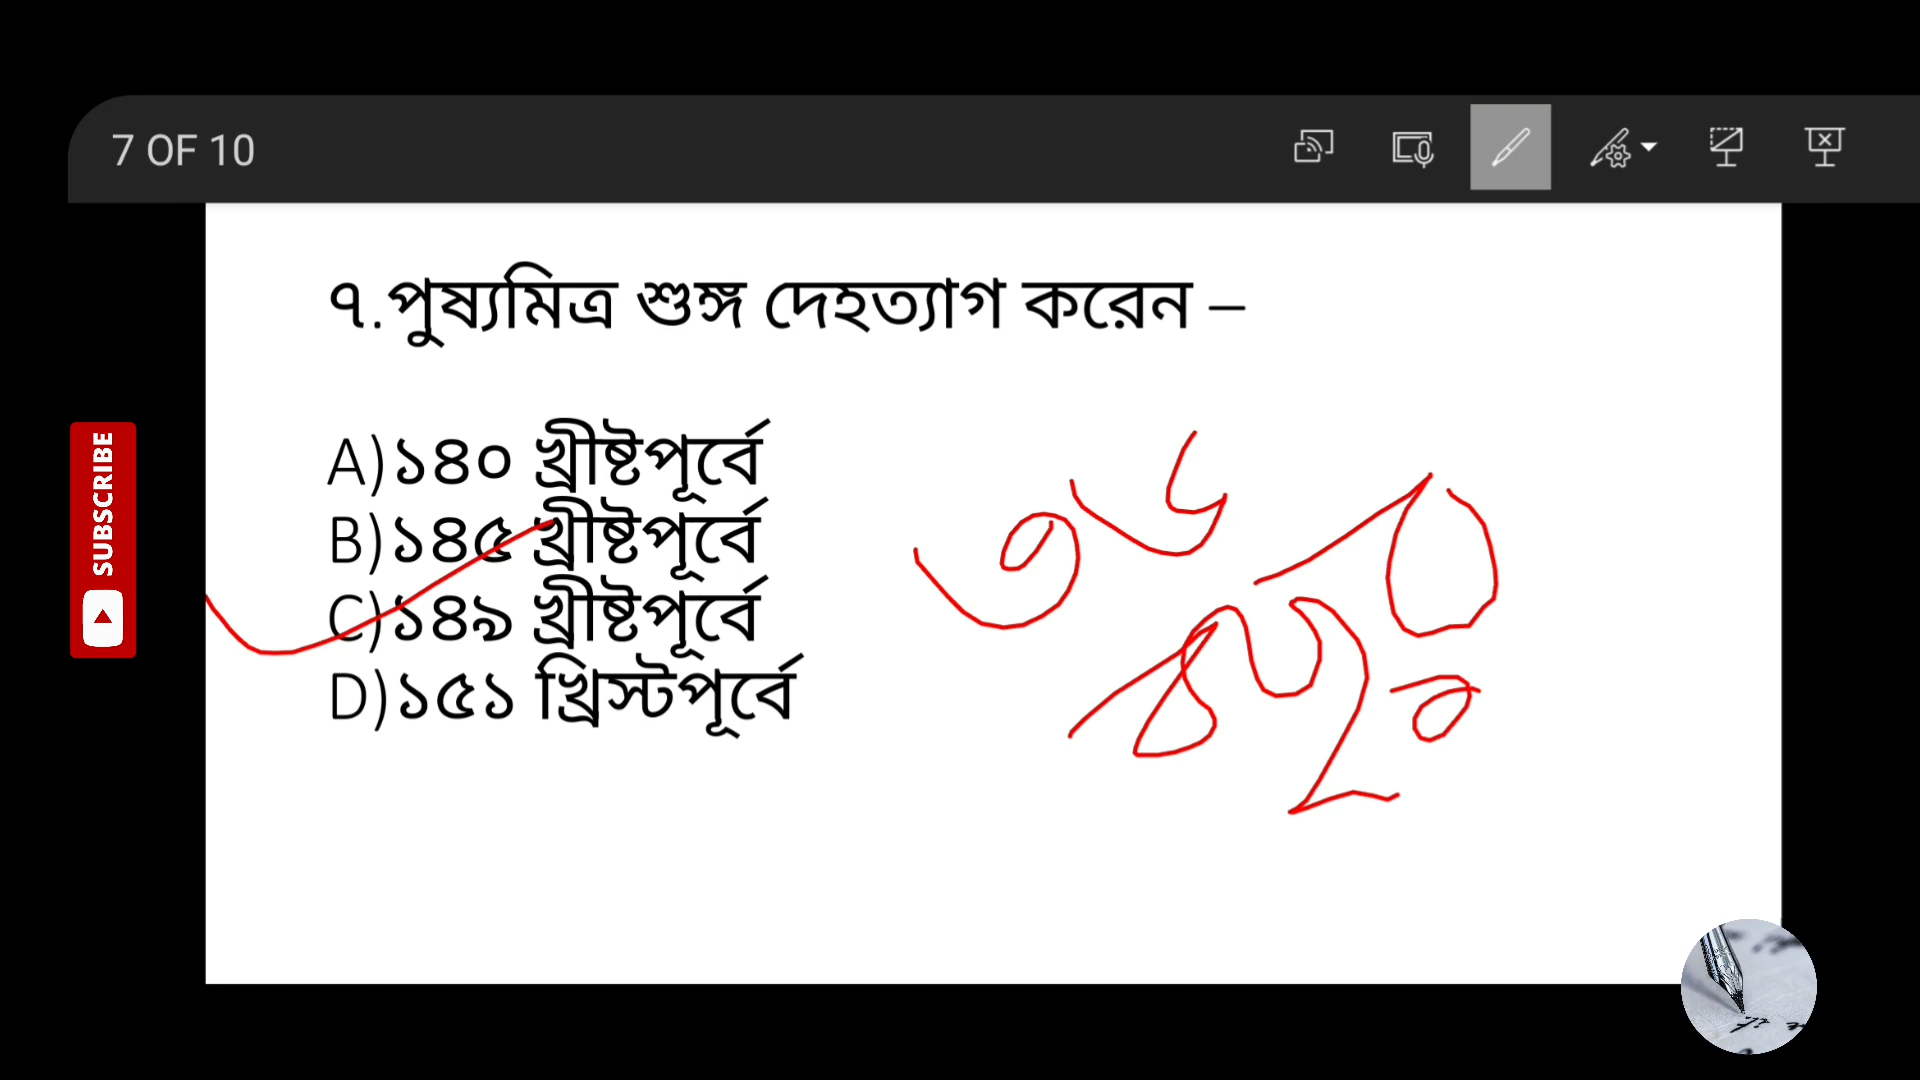 7 OF 10
৭.পুষ্যমিত্র শুঙ্গ দেহত্যাগ করেন –
A)১৪০ খ্রীষ্টপূর্বে
B)১৪৫ খ্রীষ্টপূর্বে
C)১৪৯ খ্রীষ্টপূর্বে
D)১৫১ খ্রিস্টপূর্বে
SUBSCRIBE